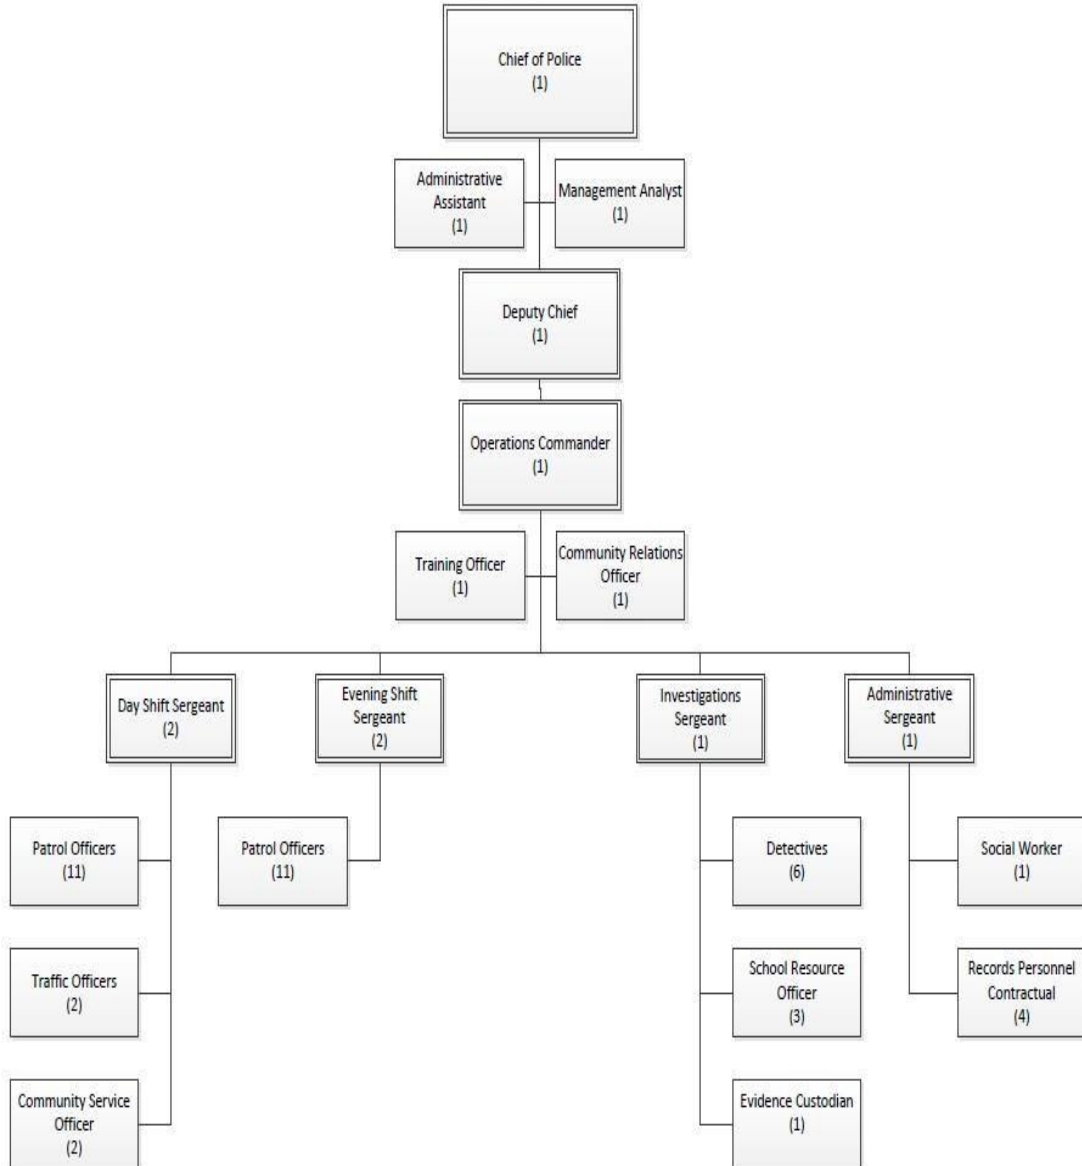 Chief of Police
(1)
Administrative
Assistant
(1)
Management Analyst
(1)
Deputy Chief
(1)
Operations Commander
(1)
Training Officer
(1)
Community Relations
Officer
(1)
Day Shift Sergeant
(2)
Evening Shift
Sergeant
(2)
Investigations
Sergeant
(1)
Administrative
Sergeant
(1)
Patrol Officers
(11)
Patrol Officers
(11)
Detectives
(6)
Social Worker
(1)
Traffic Officers
(2)
School Resource
Officer
(3)
Records Personnel
Contractual
(4)
Community Service
Officer
(2)
Evidence Custodian
(1)